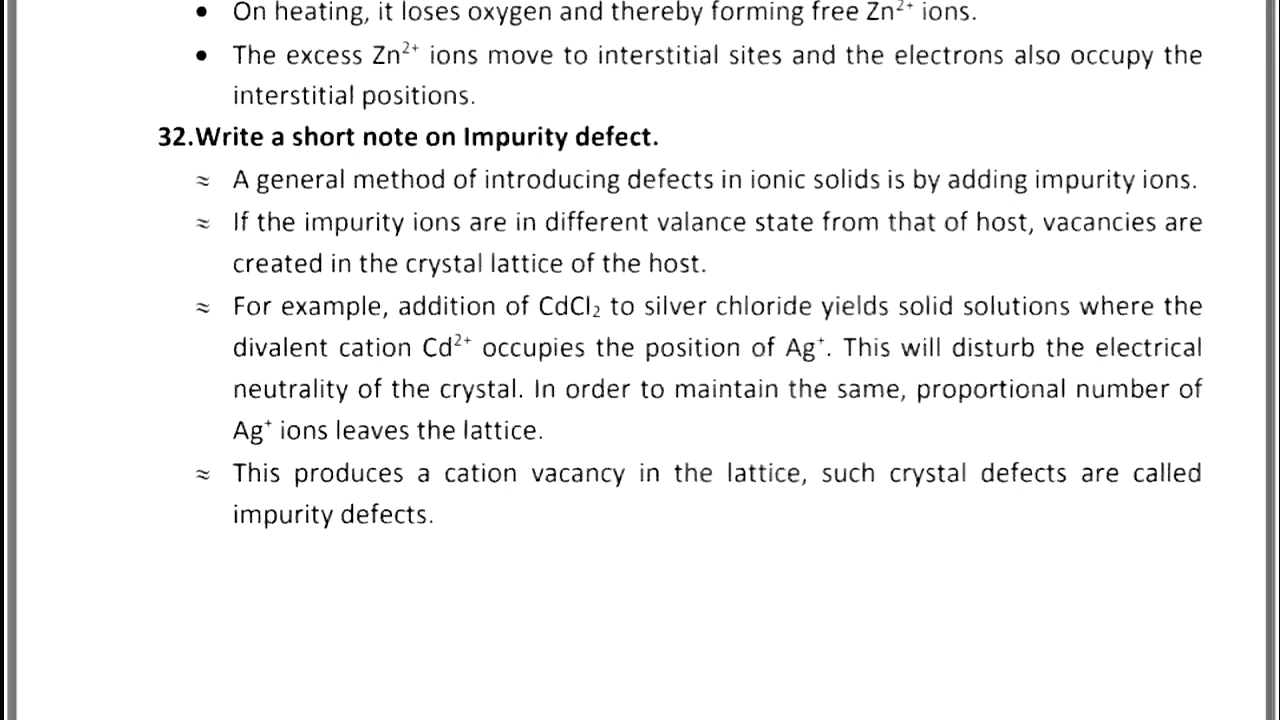 • On heating, it loses oxygen and thereby forming free Zn²⁺ ions.
• The excess Zn²⁺ ions move to interstitial sites and the electrons also occupy the
interstitial positions.
32.Write a short note on Impurity defect.
≈ A general method of introducing defects in ionic solids is by adding impurity ions.
≈ If the impurity ions are in different valance state from that of host, vacancies are
created in the crystal lattice of the host.
≈ For example, addition of CdCl₂ to silver chloride yields solid solutions where the
divalent cation Cd²⁺ occupies the position of Ag⁺. This will disturb the electrical
neutrality of the crystal. In order to maintain the same, proportional number of
Ag⁺ ions leaves the lattice.
≈ This produces a cation vacancy in the lattice, such crystal defects are called
impurity defects.